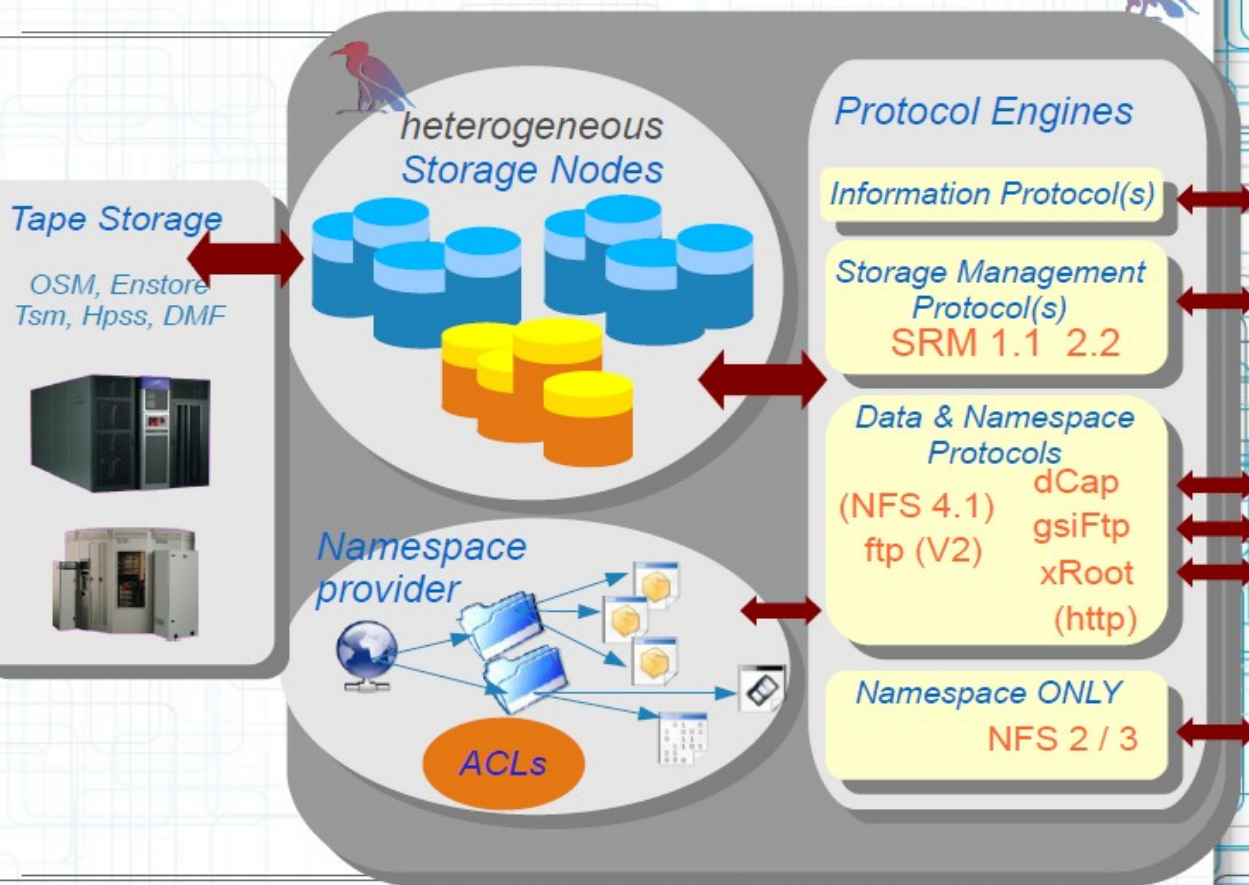 Tape Storage
OSM, Enstore
Tsm, Hpss, DMF
heterogeneous
Storage Nodes
Namespace
provider
ACLs
Protocol Engines
Information Protocol(s)
Storage Management
Protocol(s)
SRM 1.1 2.2
Data & Namespace
Protocols
(NFS 4.1)
ftp (V2)
dCap
gsiFtp
xRoot
(http)
Namespace ONLY
NFS 2 / 3